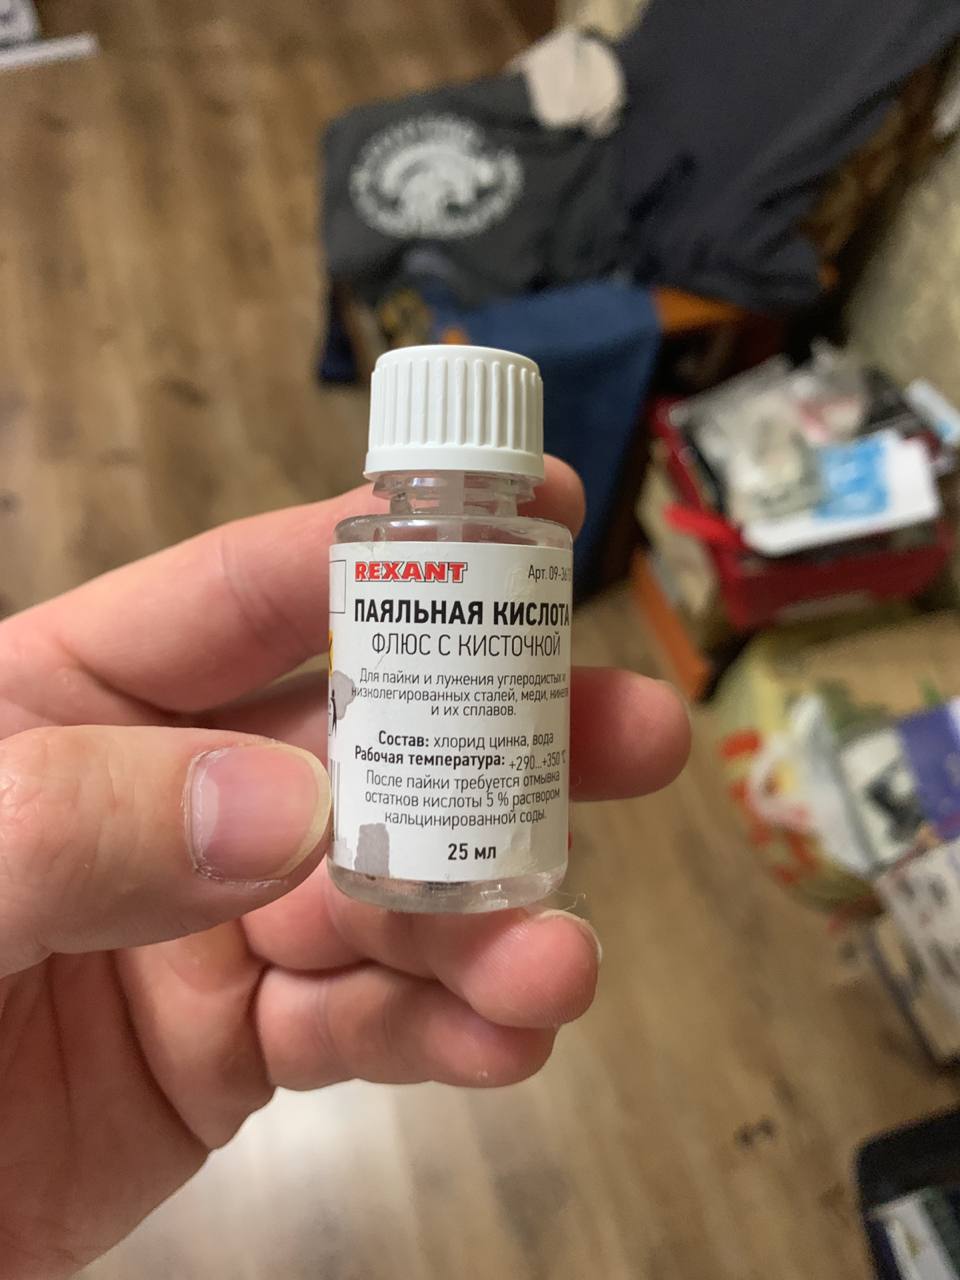 REXANT
Арт. 09-36
ПАЯЛЬНАЯ КИСЛОТА
ФЛЮС С КИСТОЧКОЙ
Для пайки и лужения углеродистых и
низколегированных сталей, меди, никеля
и их сплавов.
Состав: хлорид цинка, вода
Рабочая температура: +290...+350 °C
После пайки требуется отмывка
остатков кислоты 5 % раствором
кальцинированной соды.
25 мл